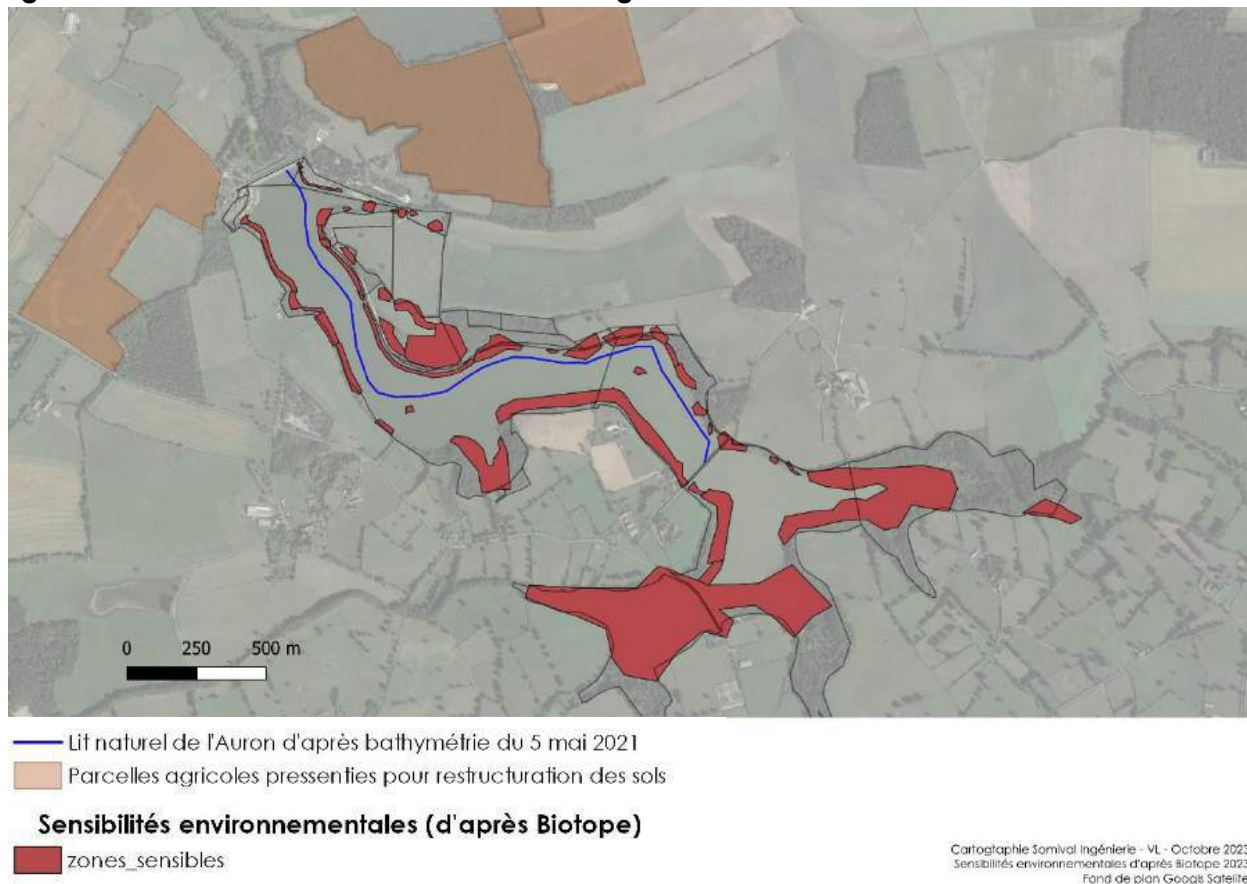 0 250 500 m
Lit naturel de l'Auron d'après bathymétrie du 5 mai 2021
Parcelles agricoles pressenties pour restructuration des sols
Sensibilités environnementales (d'après Biotope)
zones_sensibles
Cartogtaphie Somival Ingénierie - VL - Octobre 2023
Sensibilités environnementales d'après Biotope 2023
Fond de plan Google Satellite